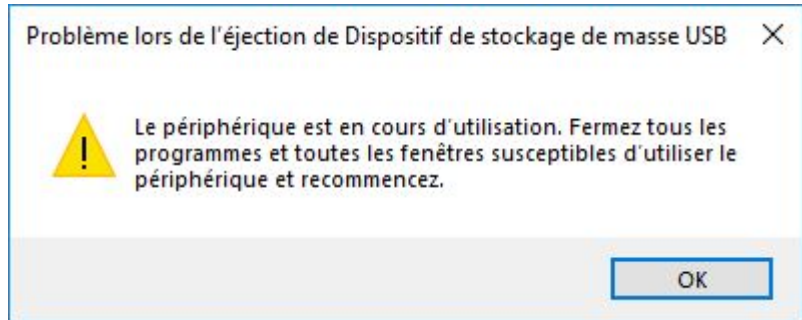 Problème lors de l'éjection de Dispositif de stockage de masse USB
Le périphérique est en cours d'utilisation. Fermez tous les
programmes et toutes les fenêtres susceptibles d'utiliser le
périphérique et recommencez.
OK